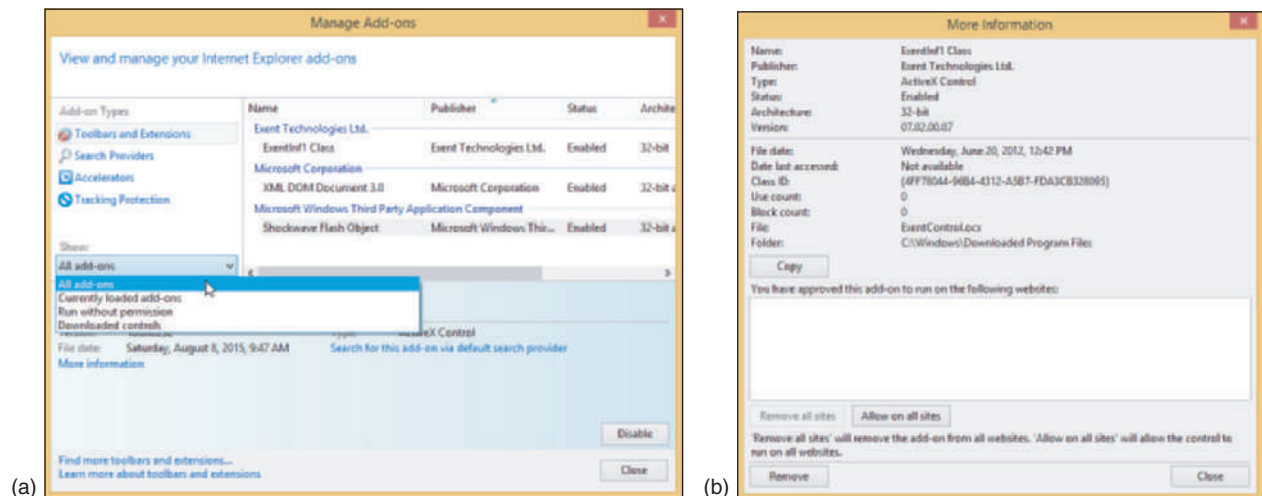 Manage Add-ons
View and manage your Internet Explorer add-ons
Add-on Types
Toolbars and Extensions
Search Providers
Accelerators
Tracking Protection
Show:
All add-ons
All add-ons
Currently loaded add-ons
Run without permission
Downloaded controls
Name Publisher Status Archite
Exent Technologies Ltd.
ExentInf1 Class Exent Technologies Ltd. Enabled 32-bit
Microsoft Corporation
XML DOM Document 3.0 Microsoft Corporation Enabled 32-bit a
Microsoft Windows Third Party Application Component
Shockwave Flash Object Microsoft Windows Thir... Enabled 32-bit a
ActiveX Control
File date: Saturday, August 8, 2015, 9:47 AM Search for this add-on via default search provider
More information
Disable
Find more toolbars and extensions...
Learn more about toolbars and extensions
Close
(a)
More Information
Name: ExentInf1 Class
Publisher: Exent Technologies Ltd.
Type: ActiveX Control
Status: Enabled
Architecture: 32-bit
Version: 07.02.00.07
File date: Wednesday, June 20, 2012, 12:42 PM
Date last accessed: Not available
Class ID:
Use count: 0
Block count: 0
File: ExentControl.ocx
Folder: C:\Windows\Downloaded Program Files
Copy
You have approved this add-on to run on the following websites:
Remove all sites Allow on all sites
'Remove all sites' will remove the add-on from all websites. 'Allow on all sites' will allow the control to
run on all websites.
Remove Close
(b)